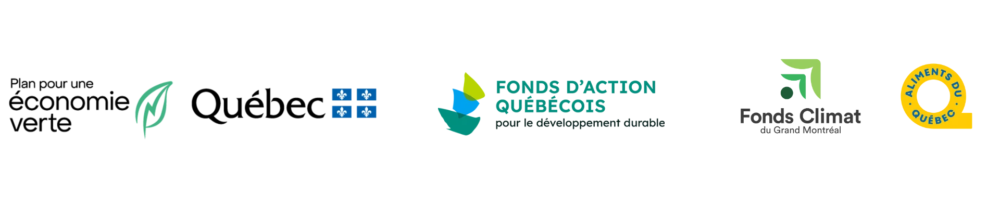 Plan pour une
économie
verte
Québec
FONDS D'ACTION
QUÉBÉCOIS
pour le développement durable
Fonds Climat
du Grand Montréal
ALIMENTS DU
· QUÉBEC ·